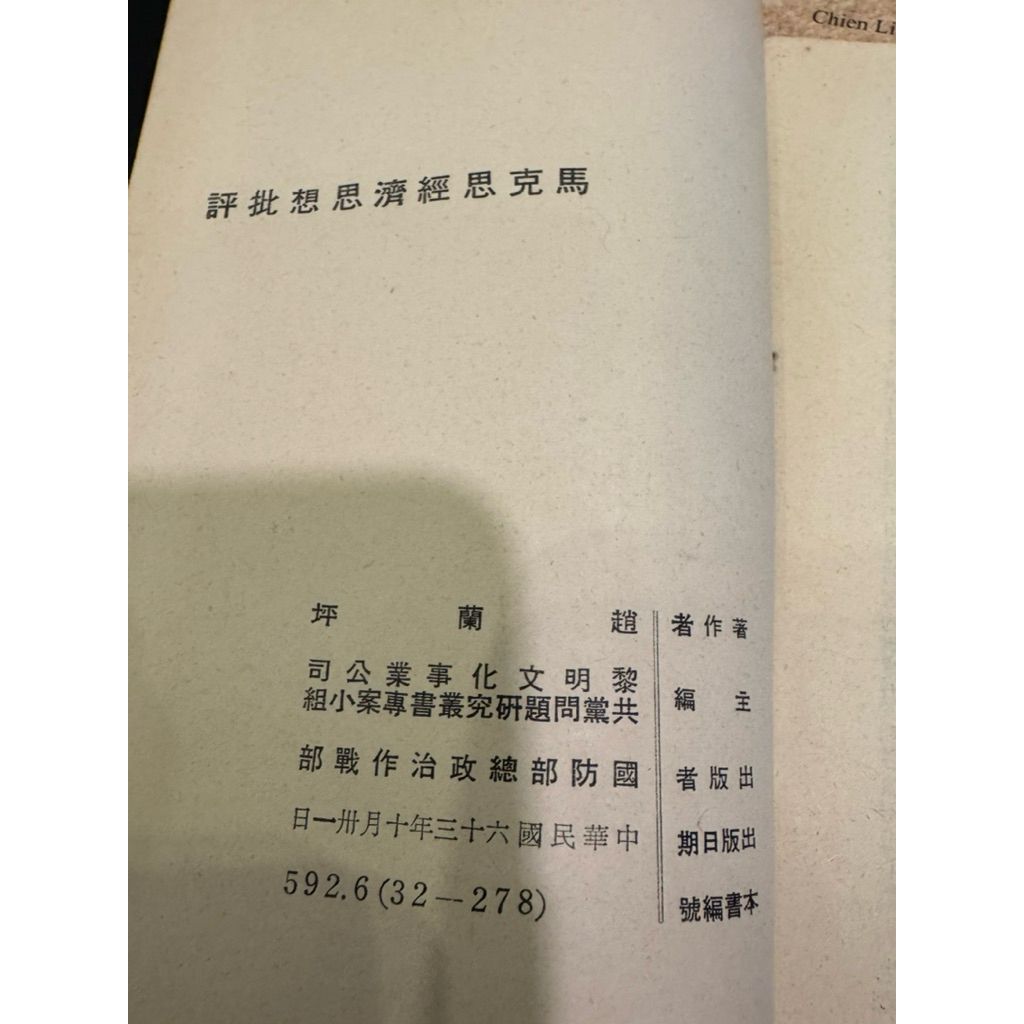 馬克思經濟思想批評
著作者 趙蘭坪
主編 黎明文化事業公司
共黨問題研究叢書專案小組
出版者 國防部總政治作戰部
出版日期 中華民國六十三年十月卅一日
本書編號 592.6(32—278)
Chien Li